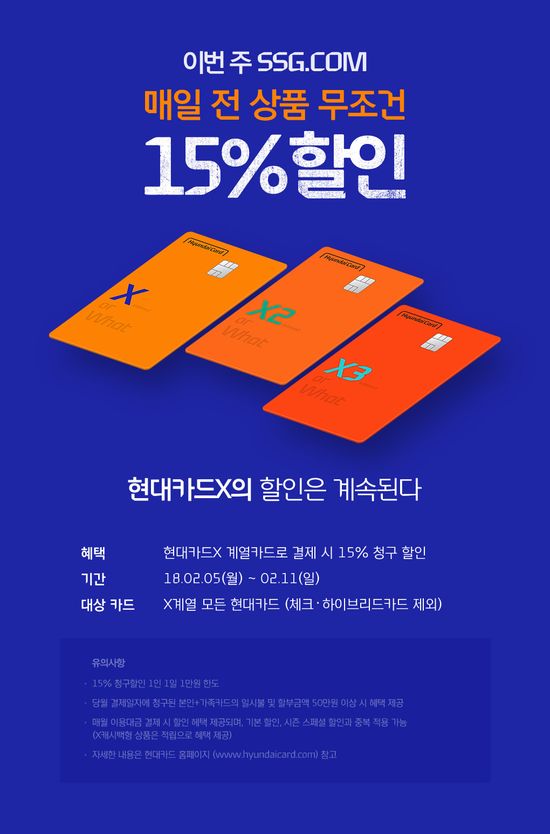 이번 주 SSG.COM
매일 전 상품 무조건
15% 할인
HyundaiCard
X
or
What
HyundaiCard
X2
or
What
HyundaiCard
X3
or
What
현대카드X의 할인은 계속된다
혜택 현대카드X 계열카드로 결제 시 15% 청구 할인
기간 18.02.05(월) ~ 02.11(일)
대상 카드 X계열 모든 현대카드 (체크·하이브리드카드 제외)
유의사항
· 15% 청구할인 1인 1일 1만원 한도
· 당월 결제일자에 청구된 본인+가족카드의 일시불 및 할부금액 50만원 이상 시 혜택 제공
· 매월 이용대금 결제 시 할인 혜택 제공되며, 기본 할인, 시즌 스페셜 할인과 중복 적용 가능
(X캐시백형 상품은 적립으로 혜택 제공)
· 자세한 내용은 현대카드 홈페이지 (www.hyundaicard.com) 참고